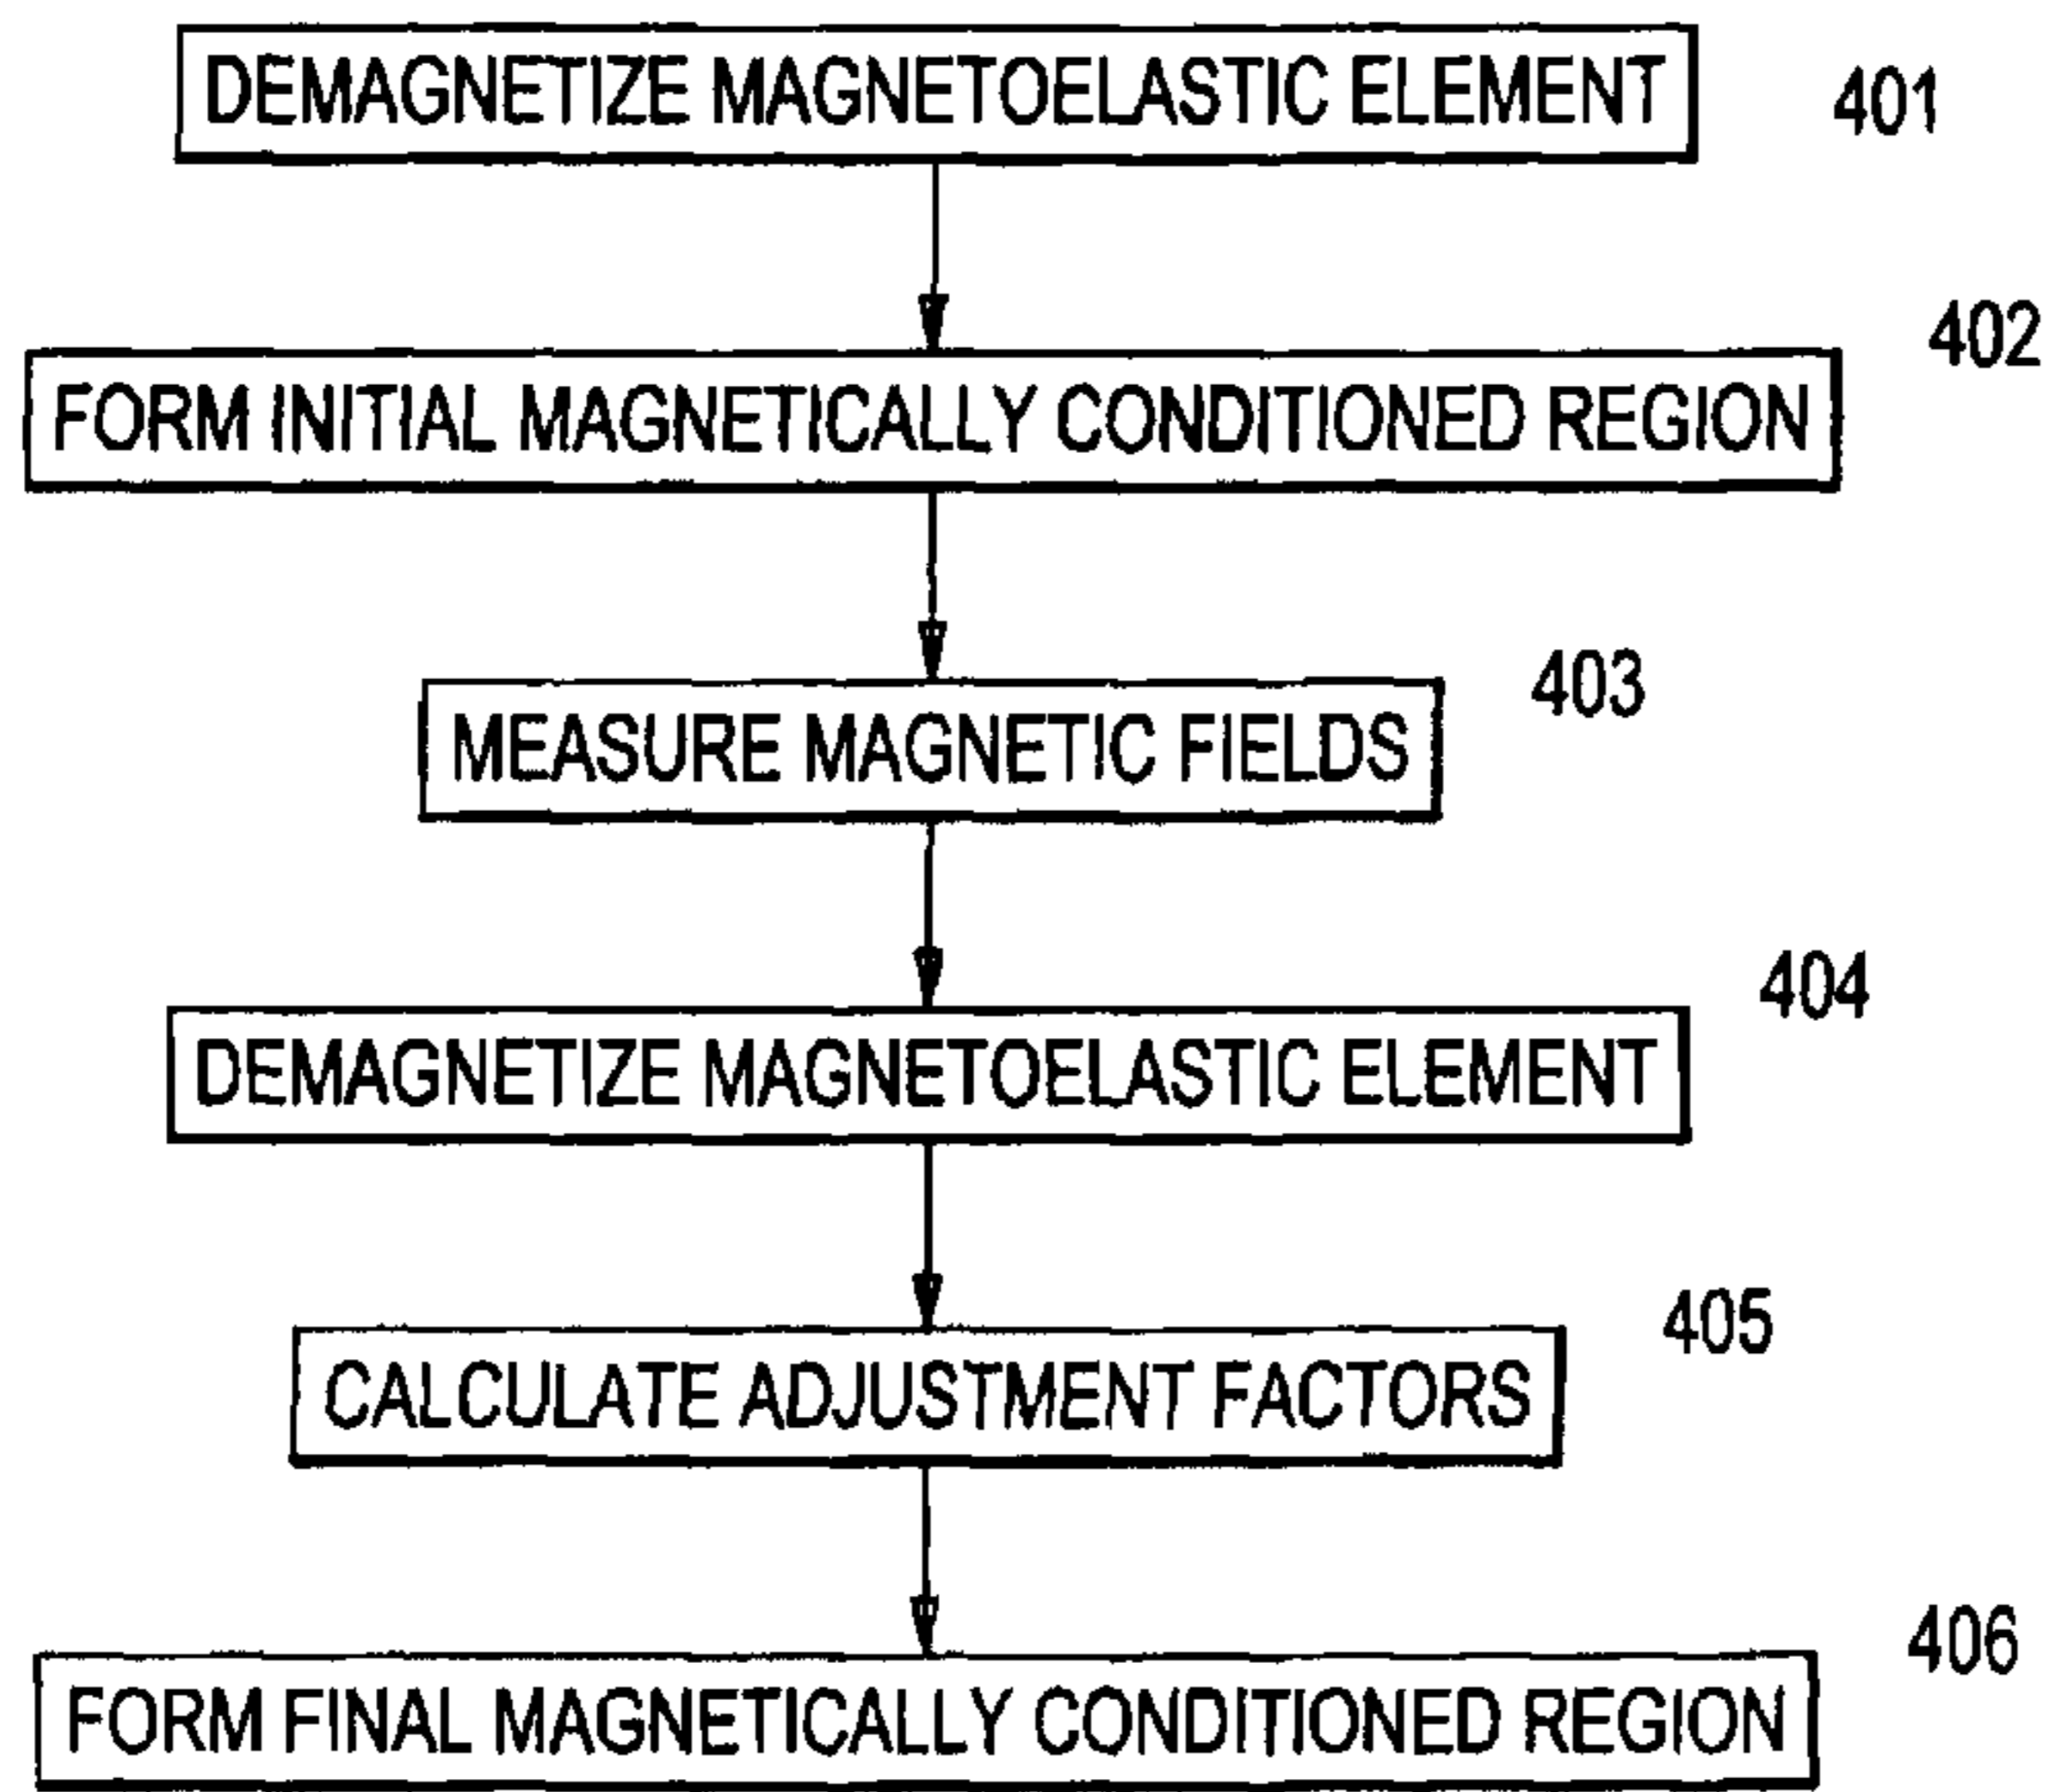 DEMAGNETIZE MAGNETOELASTIC ELEMENT
401
402
FORM INITIAL MAGNETICALLY CONDITIONED REGION
403
MEASURE MAGNETIC FIELDS
404
DEMAGNETIZE MAGNETOELASTIC ELEMENT
405
CALCULATE ADJUSTMENT FACTORS
406
FORM FINAL MAGNETICALLY CONDITIONED REGION